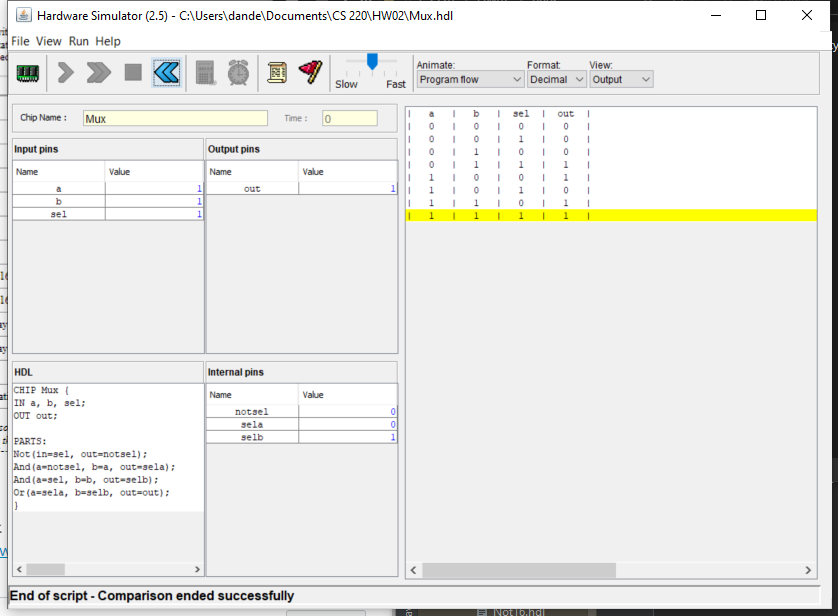 Hardware Simulator (2.5) - C:\Users\dande\Documents\CS 220\HW02\Mux.hdl
File View Run Help
Slow Fast
Animate: Format: View:
Program flow Decimal Output
Chip Name : Mux Time : 0
Input pins
Name Value
a 1
b 1
sel 1
Output pins
Name Value
out 1
HDL
CHIP Mux {
IN a, b, sel;
OUT out;
PARTS:
Not(in=sel, out=notsel);
And(a=notsel, b=a, out=sela);
And(a=sel, b=b, out=selb);
Or(a=sela, b=selb, out=out);
}
Internal pins
Name Value
notsel 0
sela 0
selb 1
| a | b | sel | out |
| 0 | 0 | 0 | 0 |
| 0 | 0 | 1 | 0 |
| 0 | 1 | 0 | 0 |
| 0 | 1 | 1 | 1 |
| 1 | 0 | 0 | 1 |
| 1 | 0 | 1 | 0 |
| 1 | 1 | 0 | 1 |
| 1 | 1 | 1 | 1 |
End of script - Comparison ended successfully
Not16.hdl